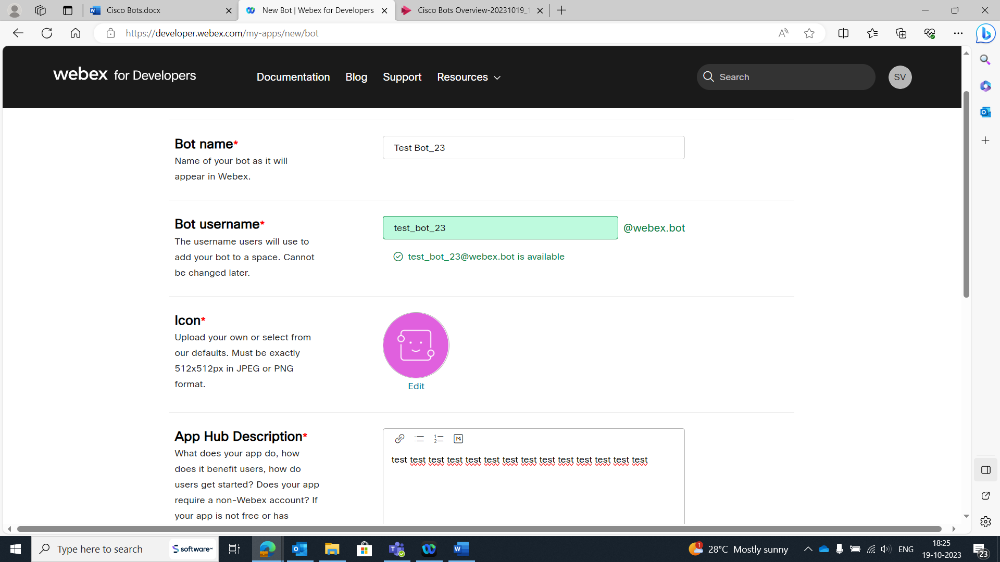 Cisco Bots.docx
New Bot | Webex for Developers
Cisco Bots Overview-20231019_1
https://developer.webex.com/my-apps/new/bot
webex for Developers
Documentation
Blog
Support
Resources
Search
SV
Bot name*
Name of your bot as it will
appear in Webex.
Test Bot_23
Bot username*
The username users will use to
add your bot to a space. Cannot
be changed later.
test_bot_23
@webex.bot
test_bot_23@webex.bot is available
Icon*
Upload your own or select from
our defaults. Must be exactly
512x512px in JPEG or PNG
format.
Edit
App Hub Description*
What does your app do, how
does it benefit users, how do
users get started? Does your app
require a non-Webex account? If
your app is not free or has
test test test test test test test test test test test test test test
Type here to search
software
1
28°C Mostly sunny
ENG
18:25
19-10-2023
23